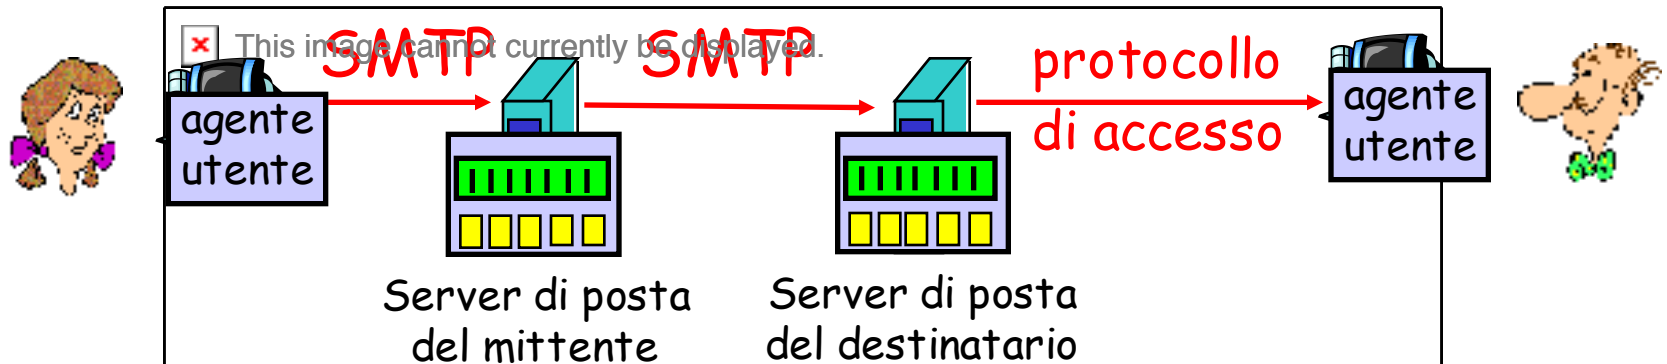 This image cannot currently be displayed.
SMTP
SMTP
protocollo
di accesso
agente
utente
agente
utente
Server di posta
del mittente
Server di posta
del destinatario